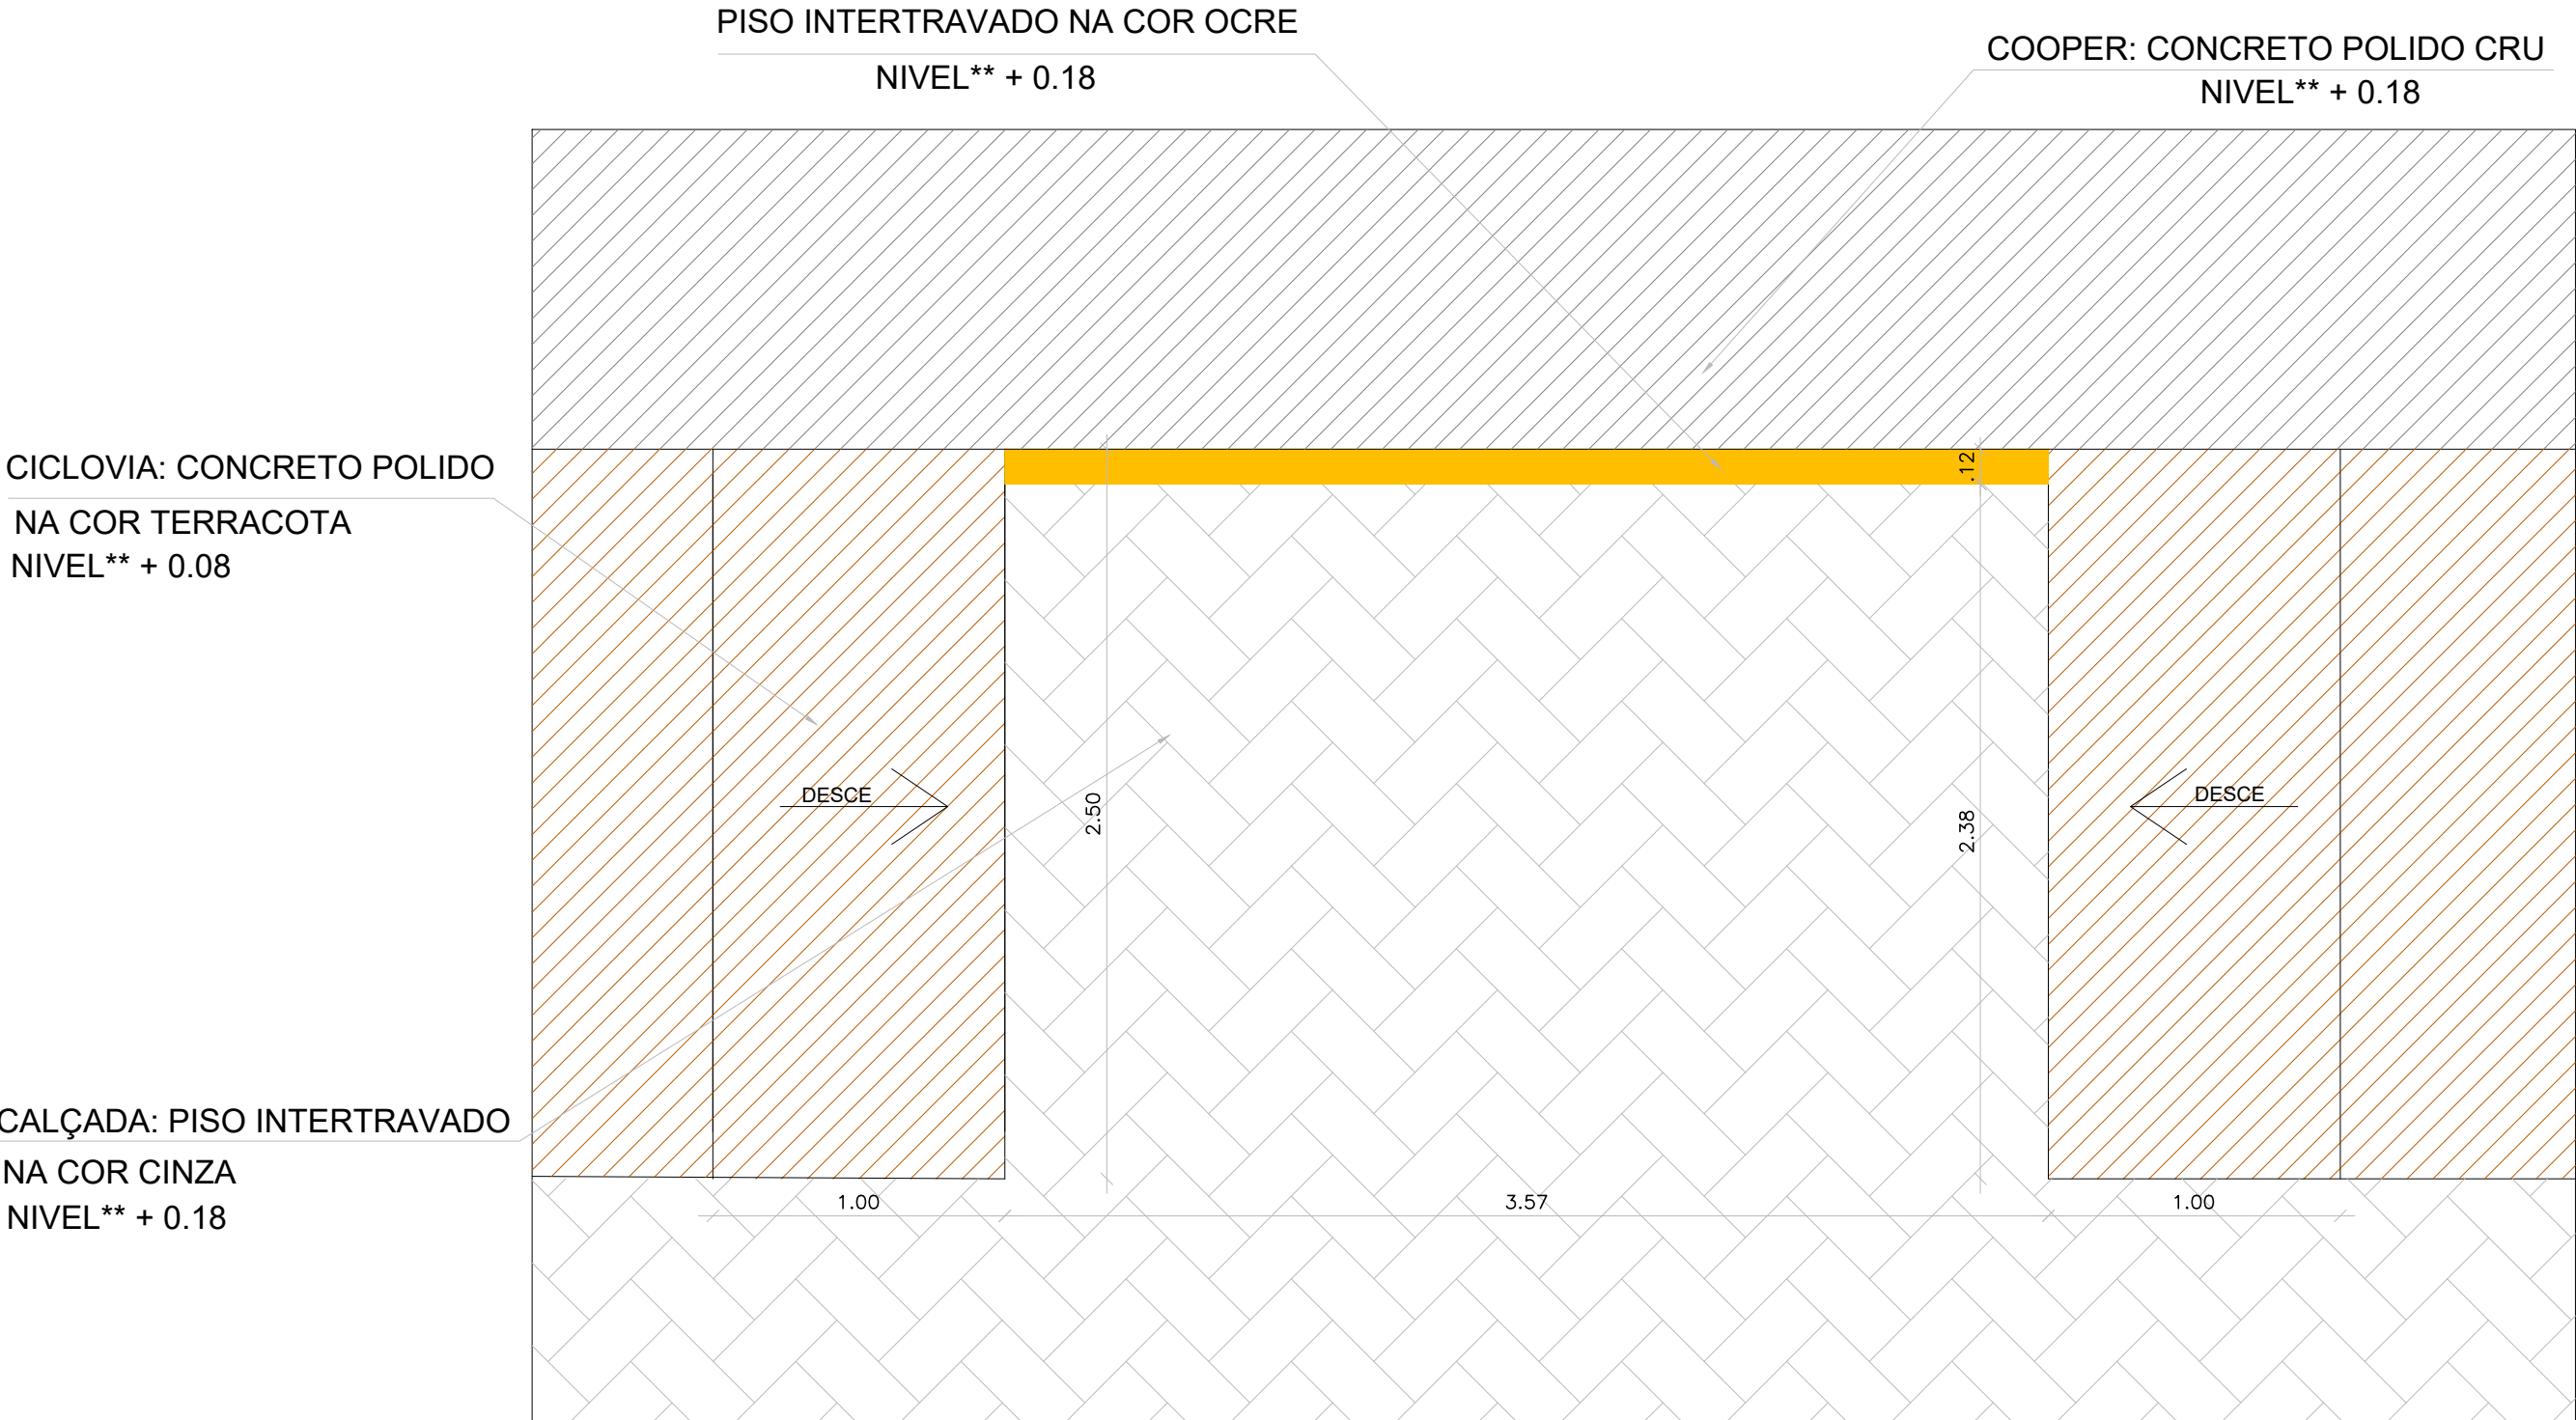 PISO INTERTRAVADO NA COR OCRE
NIVEL** + 0.18
COOPER: CONCRETO POLIDO CRU
NIVEL** + 0.18
CICLOVIA: CONCRETO POLIDO
NA COR TERRACOTA
NIVEL** + 0.08
.12
DESCE
2.50
2.38
DESCE
CALÇADA: PISO INTERTRAVADO
NA COR CINZA
NIVEL** + 0.18
1.00
3.57
1.00